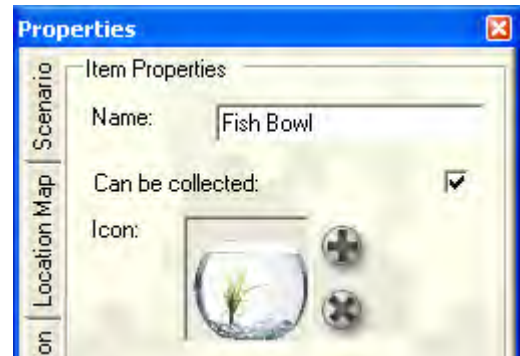 Properties
Scenario
Location Map
on
Item Properties
Name: Fish Bowl
Can be collected:
Icon: